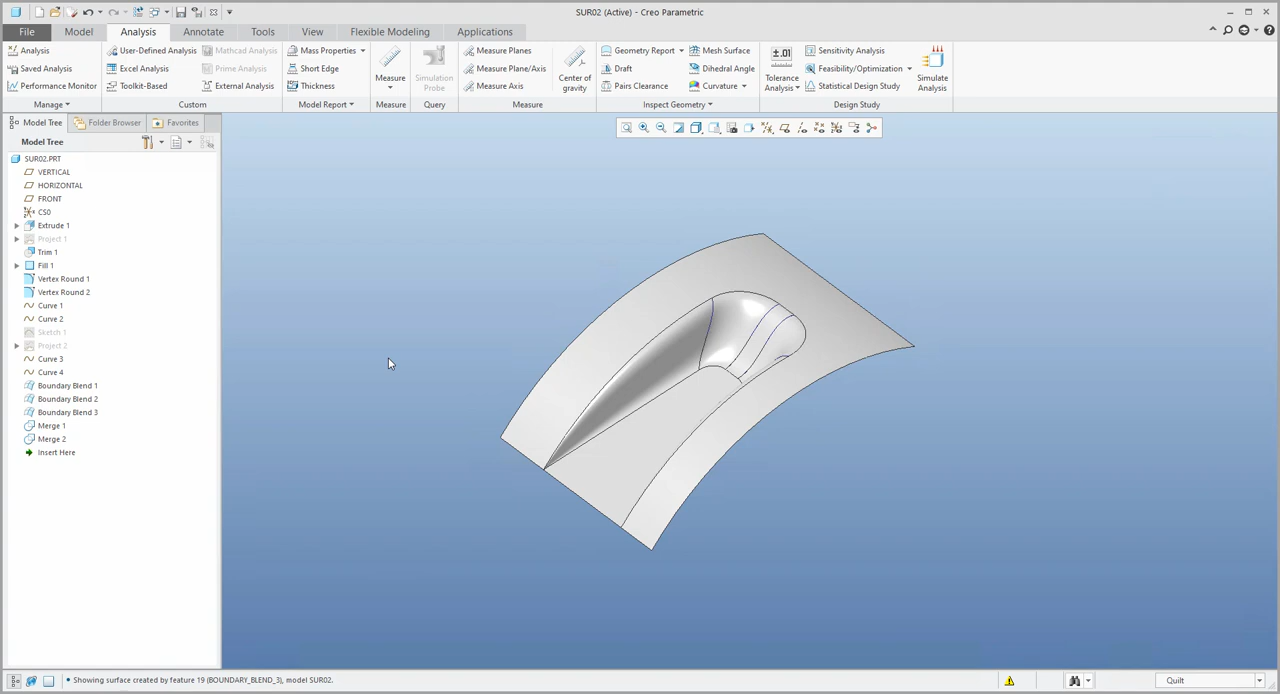 SUR02 (Active) - Creo Parametric
File Model Analysis Annotate Tools View Flexible Modeling Applications
Analysis User-Defined Analysis Mathcad Analysis Mass Properties Measure Planes Geometry Report Mesh Surface Sensitivity Analysis
Saved Analysis Excel Analysis Prime Analysis Short Edge Measure Plane/Axis Draft Dihedral Angle Feasibility/Optimization
Performance Monitor Toolkit-Based External Analysis Thickness Measure Axis Pairs Clearance Curvature Statistical Design Study
Measure Simulation Probe Center of gravity ±.01 Tolerance Analysis Simulate Analysis
Manage Custom Model Report Measure Query Measure Inspect Geometry Design Study
Model Tree Folder Browser Favorites
Model Tree
SUR02.PRT
VERTICAL
HORIZONTAL
FRONT
CS0
Extrude 1
Project 1
Trim 1
Fill 1
Vertex Round 1
Vertex Round 2
Curve 1
Curve 2
Sketch 1
Project 2
Curve 3
Curve 4
Boundary Blend 1
Boundary Blend 2
Boundary Blend 3
Merge 1
Merge 2
Insert Here
• Showing surface created by feature 19 (BOUNDARY_BLEND_3), model SUR02.
Quilt